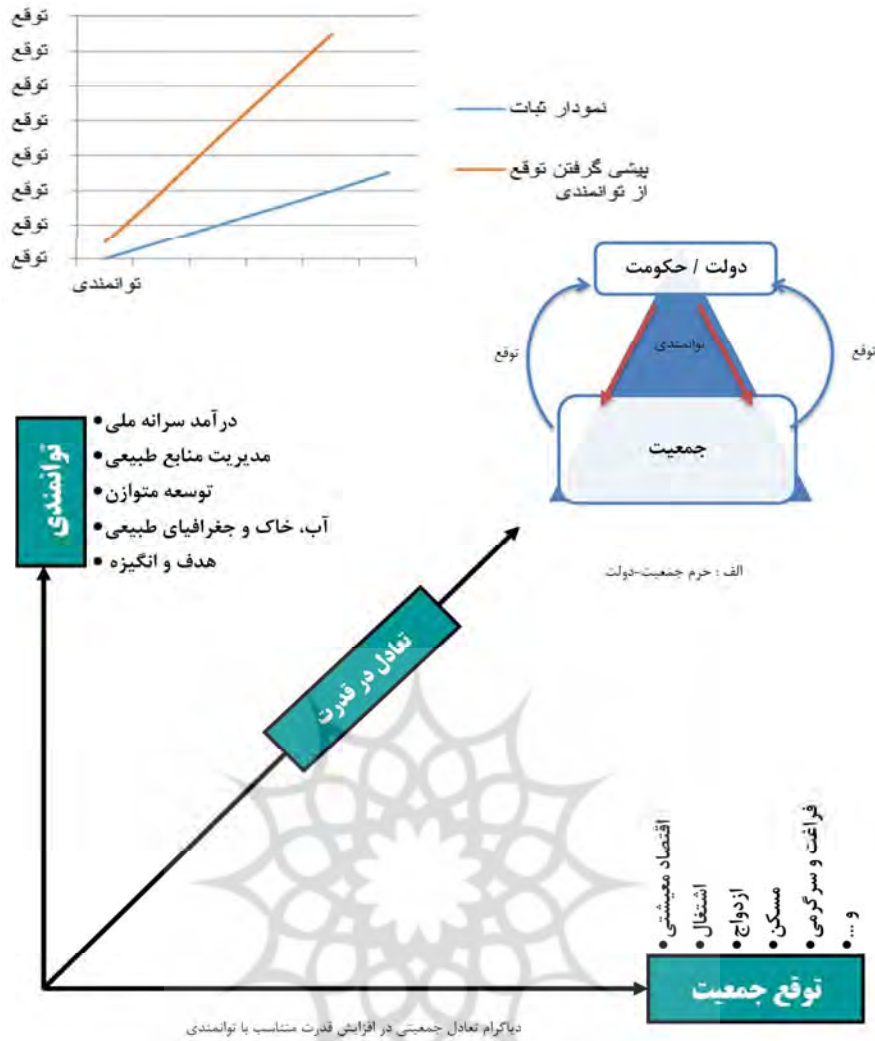 توقع
توقع
توقع
توقع
توقع
توقع
توقع
توقع
توانمندی
نمودار ثبات
پیشی گرفتن توقع
از توانمندی
دولت / حکومت
توانمندی
توقع
توقع
جمعیت
الف : حرم جمعیت-دولت
توانمندی
• درآمد سرانه ملی
• مدیریت منابع طبیعی
• توسعه متوازن
• آب، خاک و جغرافیای طبیعی
• هدف و انگیزه
تعادل در قدرت
• اقتصاد معیشتی
• اشتغال
• ازدواج
• مسکن
• فراغت و سرگرمی
• و ...
توقع جمعیت
دیاگرام تعادل جمعیتی در افزایش قدرت متناسب با توانمندی